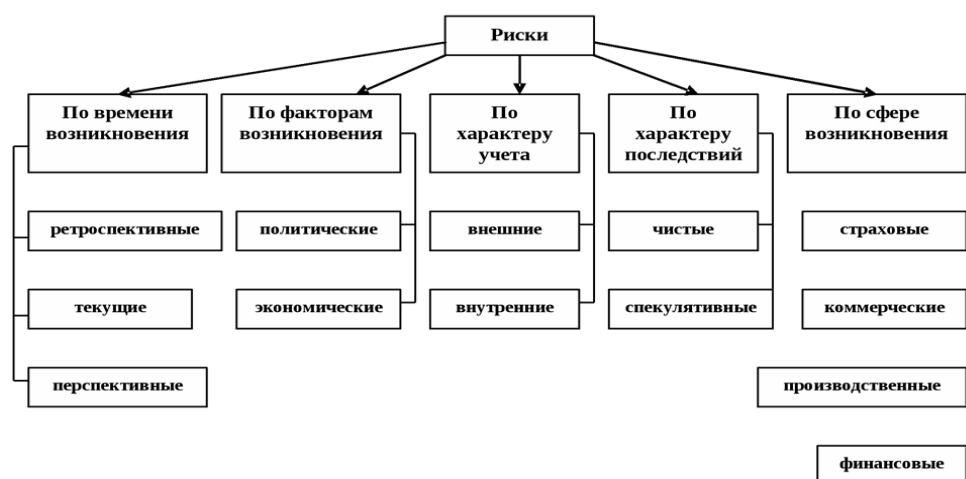 Риски
По времени
возникновения
По факторам
возникновения
По
характеру
учета
По
характеру
последствий
По сфере
возникновения
ретроспективные
политические
внешние
чистые
страховые
текущие
экономические
внутренние
спекулятивные
коммерческие
перспективные
производственные
финансовые